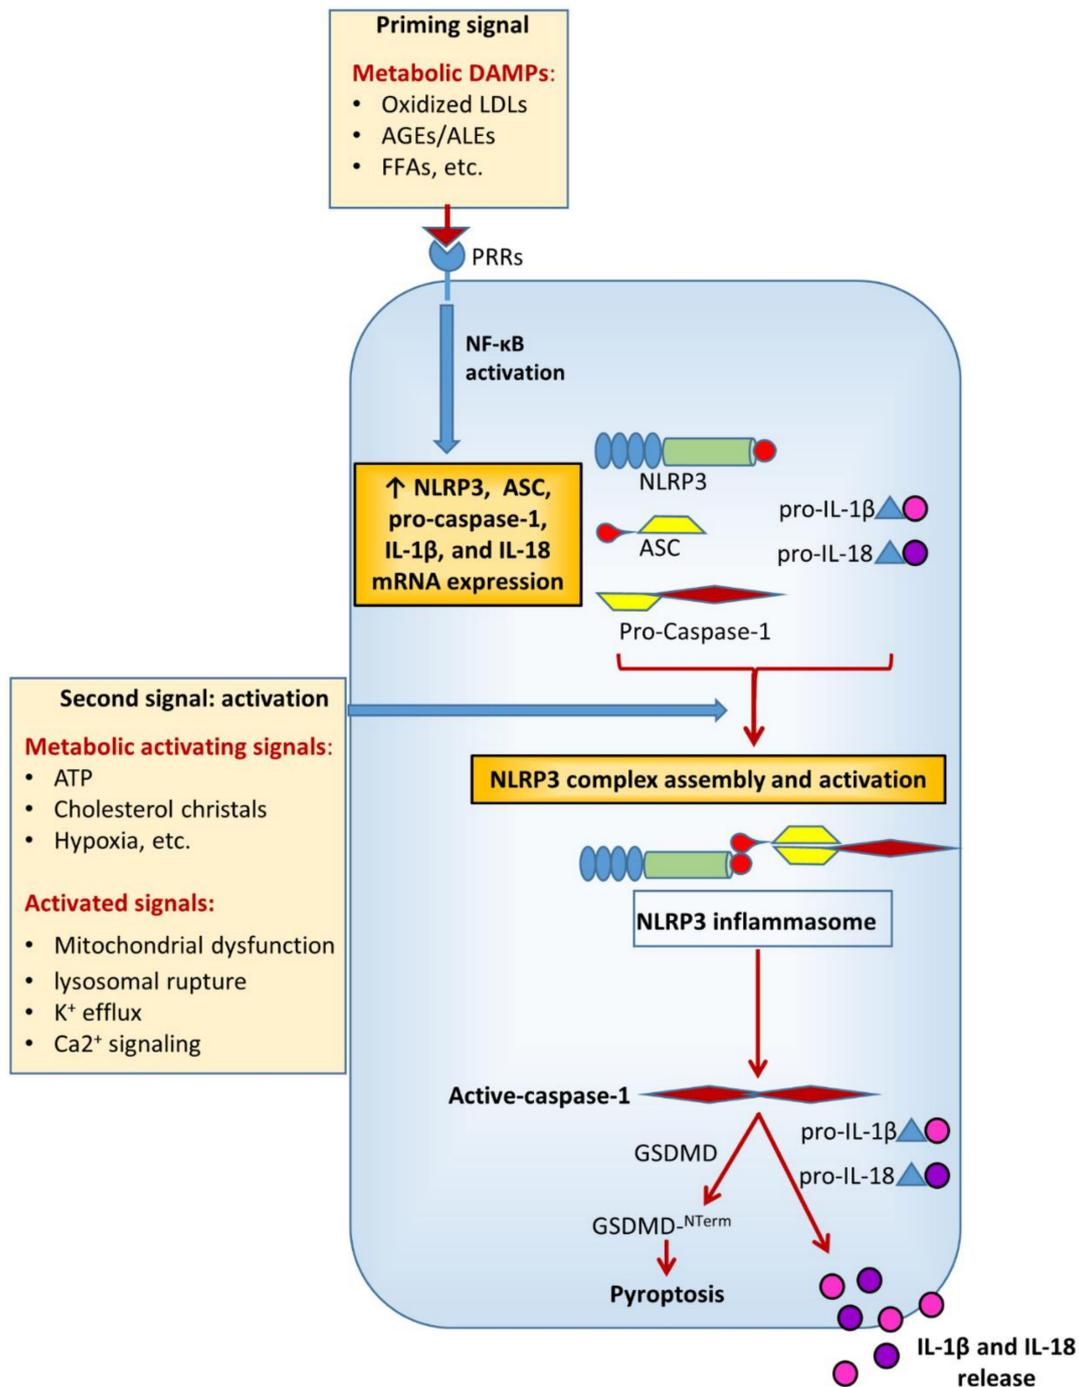 Priming signal
Metabolic DAMPs:
• Oxidized LDLs
• AGEs/ALEs
• FFAs, etc.
PRRs
NF-κB
activation
↑ NLRP3, ASC,
pro-caspase-1,
IL-1β, and IL-18
mRNA expression
NLRP3
ASC
Pro-Caspase-1
pro-IL-1β
pro-IL-18
Second signal: activation
Metabolic activating signals:
• ATP
• Cholesterol christals
• Hypoxia, etc.
Activated signals:
• Mitochondrial dysfunction
• lysosomal rupture
• K⁺ efflux
• Ca2⁺ signaling
NLRP3 complex assembly and activation
NLRP3 inflammasome
Active-caspase-1
pro-IL-1β
pro-IL-18
GSDMD
GSDMD-ᴺᵀᵉʳᵐ
Pyroptosis
IL-1β and IL-18
release